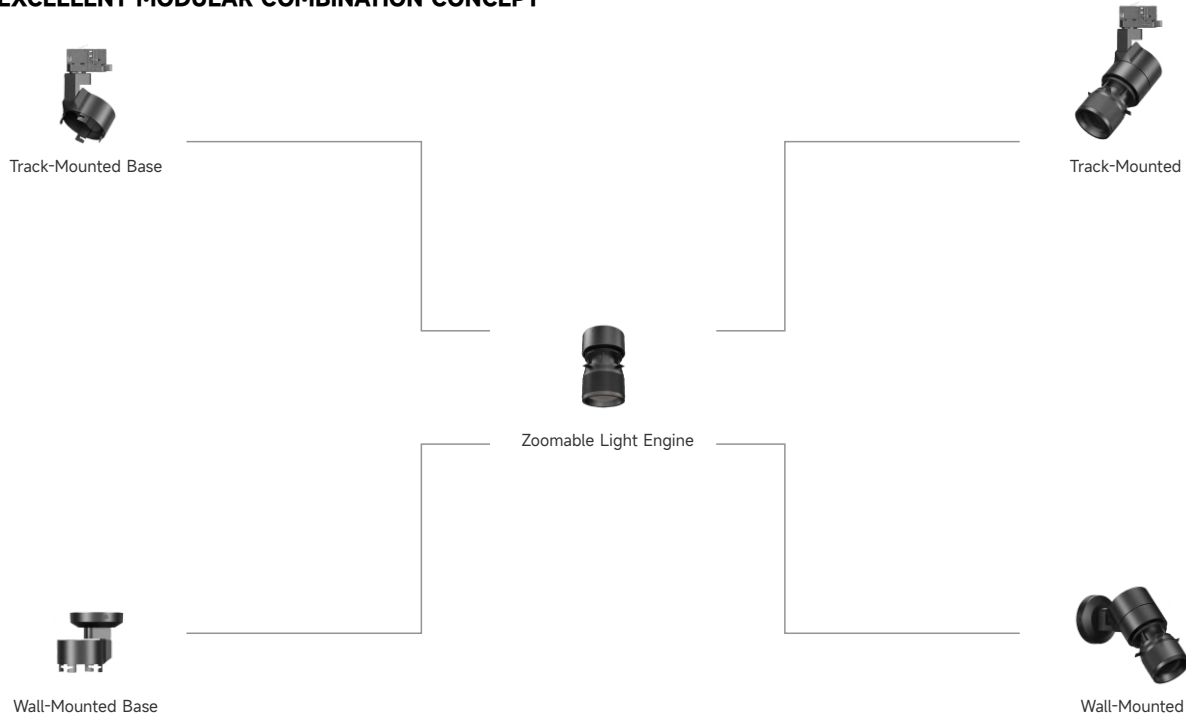 EXCELLENT MODULAR COMBINATION CONCEPT
Track-Mounted Base
Track-Mounted
Zoomable Light Engine
Wall-Mounted Base
Wall-Mounted